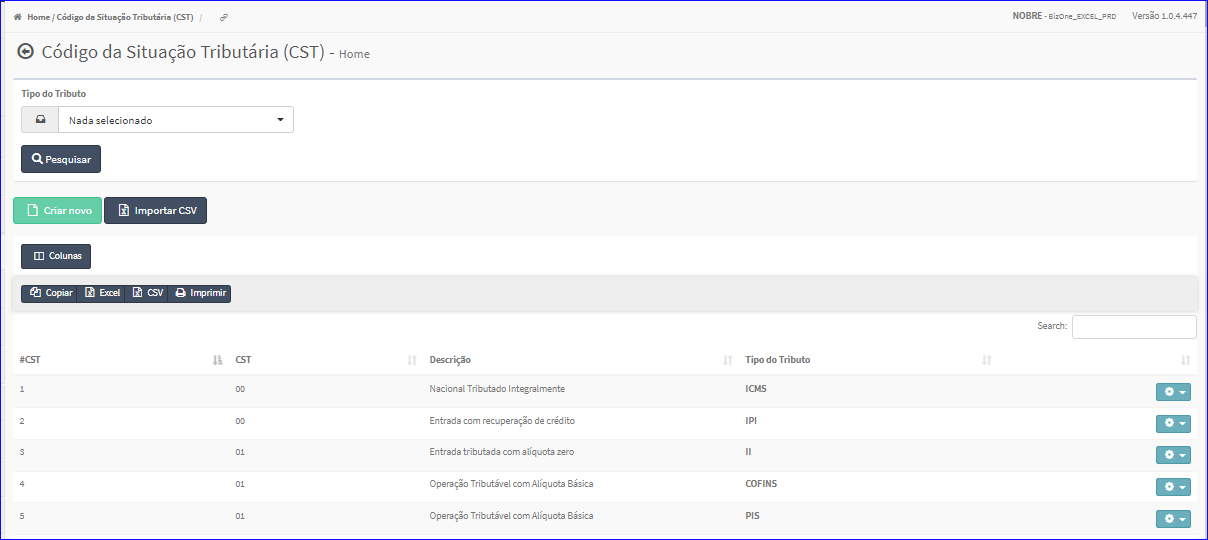 Home / Código da Situação Tributária (CST) /
NOBRE - BizOne_EXCEL_PRD Versão 1.0.4.447
Código da Situação Tributária (CST) - Home
Tipo do Tributo
Nada selecionado
Pesquisar
Criar novo Importar CSV
Colunas
Copiar Excel CSV Imprimir
Search:
#CST CST Descrição Tipo do Tributo
1 00 Nacional Tributado Integralmente ICMS
2 00 Entrada com recuperação de crédito IPI
3 01 Entrada tributada com alíquota zero II
4 01 Operação Tributável com Alíquota Básica COFINS
5 01 Operação Tributável com Alíquota Básica PIS